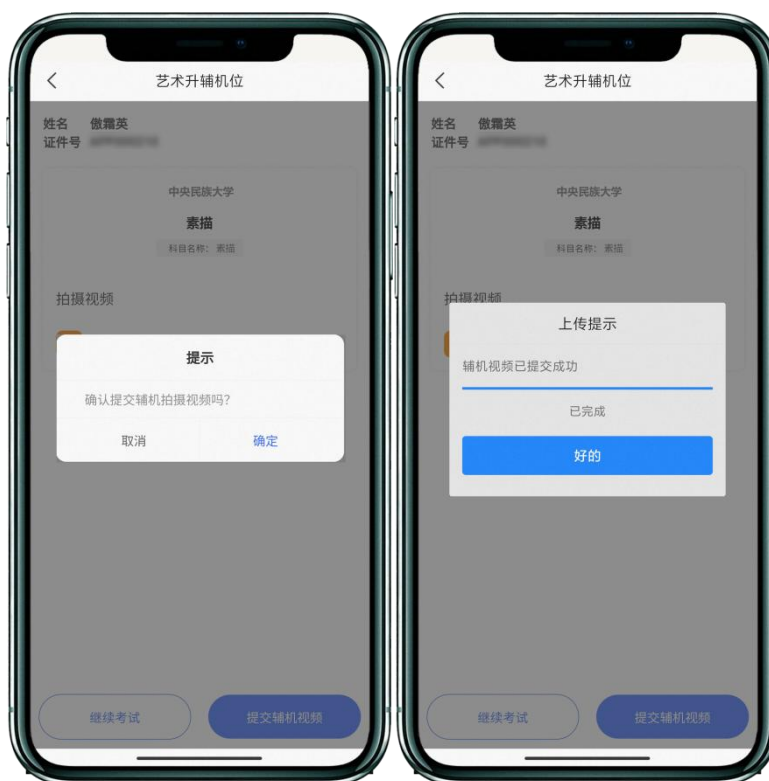 艺术升辅机位
姓名 傲霜英
证件号
中央民族大学
素描
科目名称：素描
拍摄视频
提示
确认提交辅机拍摄视频吗？
取消 确定
继续考试 提交辅机视频
艺术升辅机位
姓名 傲霜英
证件号
中央民族大学
素描
科目名称：素描
拍摄视频
上传提示
辅机视频已提交成功
已完成
好的
继续考试 提交辅机视频